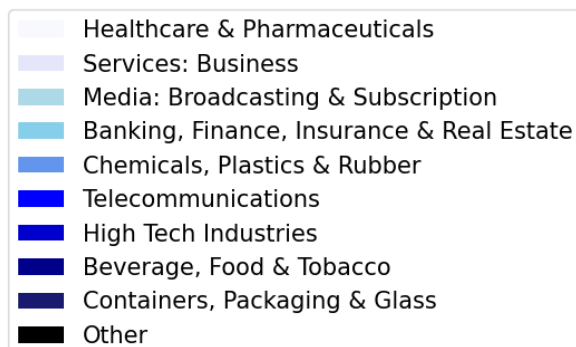 Healthcare & Pharmaceuticals
Services: Business
Media: Broadcasting & Subscription
Banking, Finance, Insurance & Real Estate
Chemicals, Plastics & Rubber
Telecommunications
High Tech Industries
Beverage, Food & Tobacco
Containers, Packaging & Glass
Other